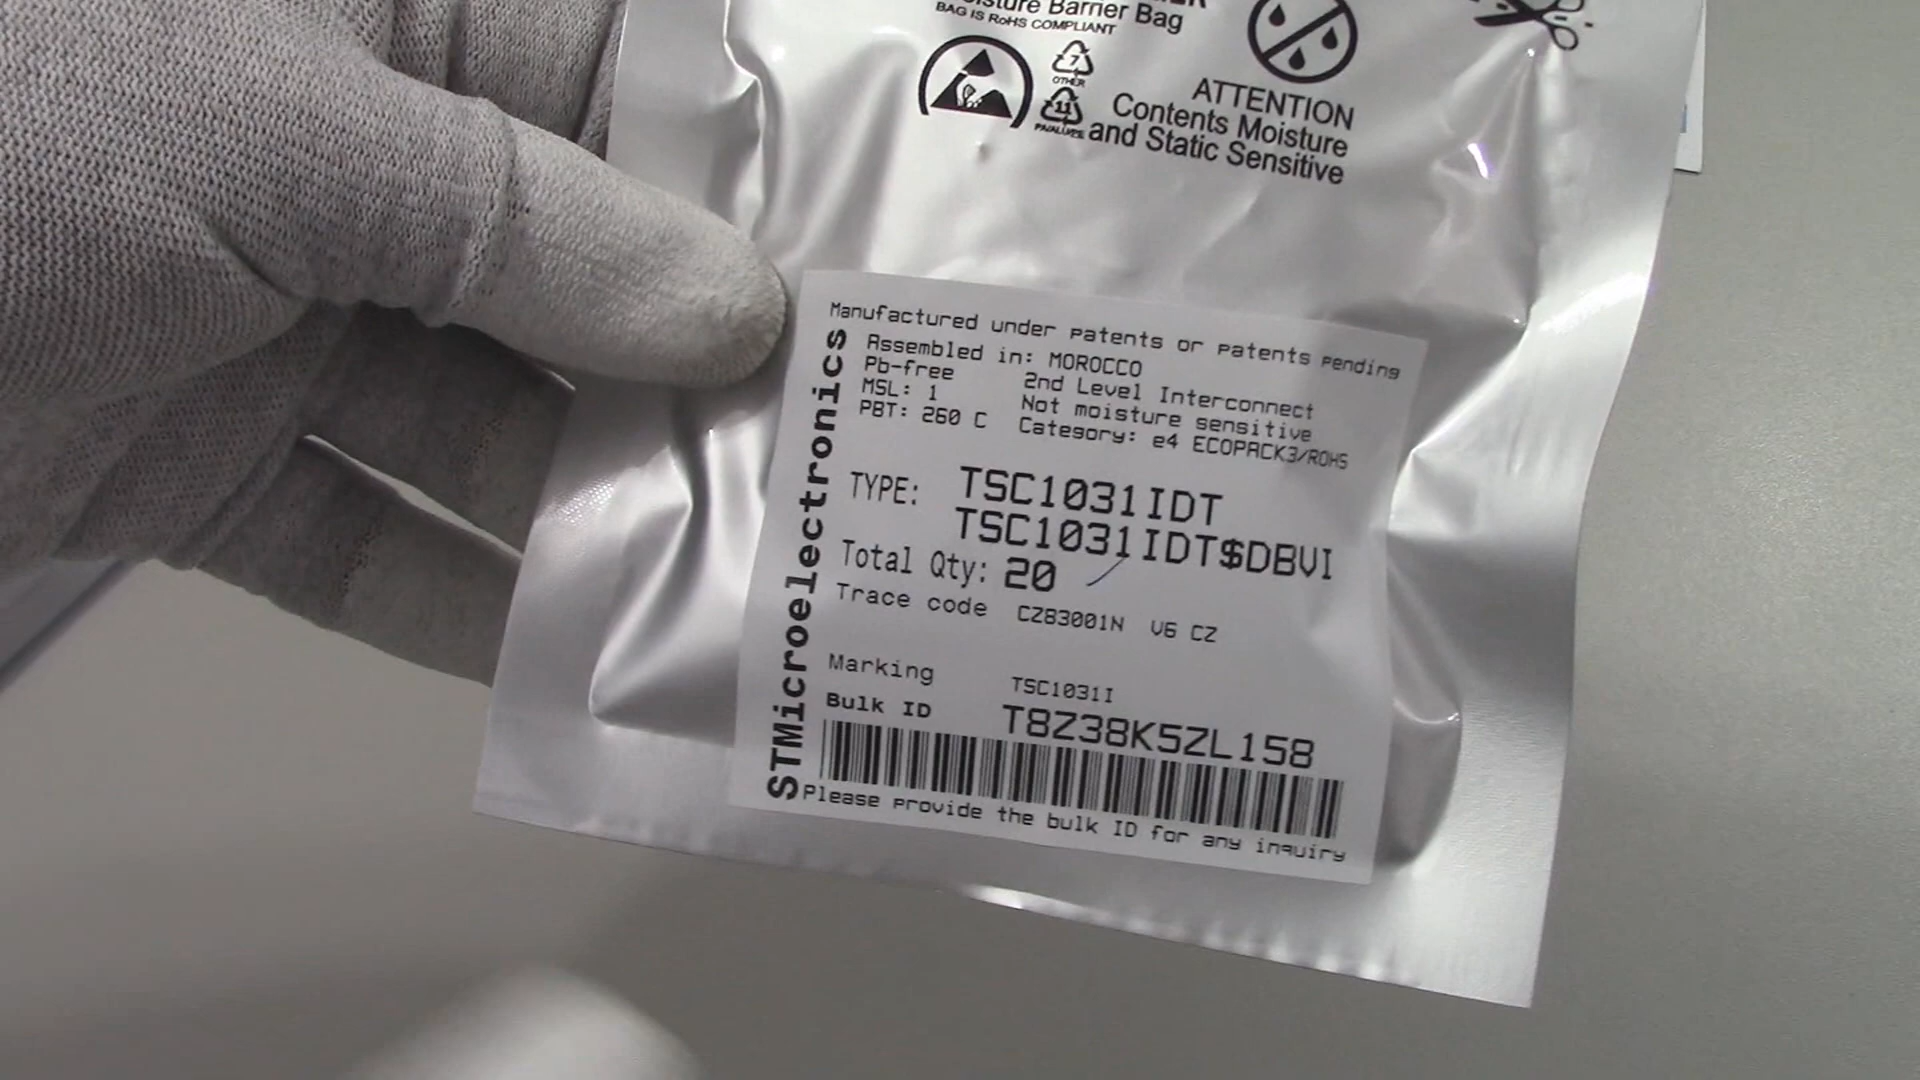 Barrier Bag
BAG IS RoHS COMPLIANT
7
OTHER
11
ATTENTION
Contents Moisture
and Static Sensitive
STMicroelectronics
Manufactured under patents or patents pending
Assembled in: MOROCCO
Pb-free 2nd Level Interconnect
MSL: 1 Not moisture sensitive
PBT: 260 C Category: e4 ECOPACK3/ROHS
TYPE: TSC1031IDT
TSC1031IDT$DBVI
Total Qty: 20
Trace code CZ83001N V6 CZ
Marking TSC1031I
Bulk ID T8Z38K5ZL158
Please provide the bulk ID for any inquiry